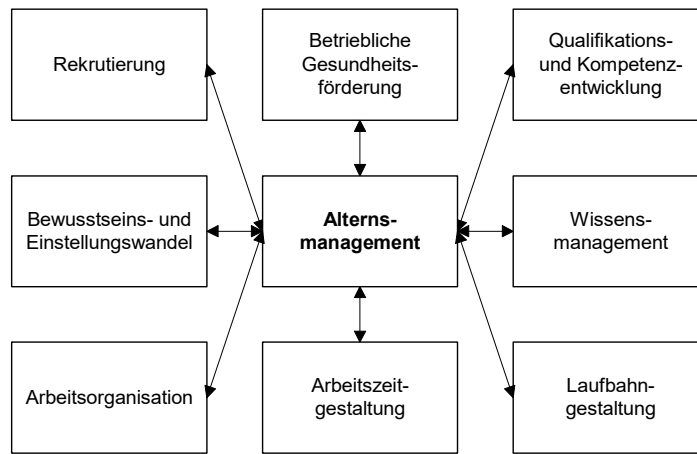 Rekrutierung
Betriebliche
Gesundheits-
förderung
Qualifikations-
und Kompetenz-
entwicklung
Bewusstseins- und
Einstellungswandel
Alterns-
management
Wissens-
management
Arbeitsorganisation
Arbeitszeit-
gestaltung
Laufbahn-
gestaltung